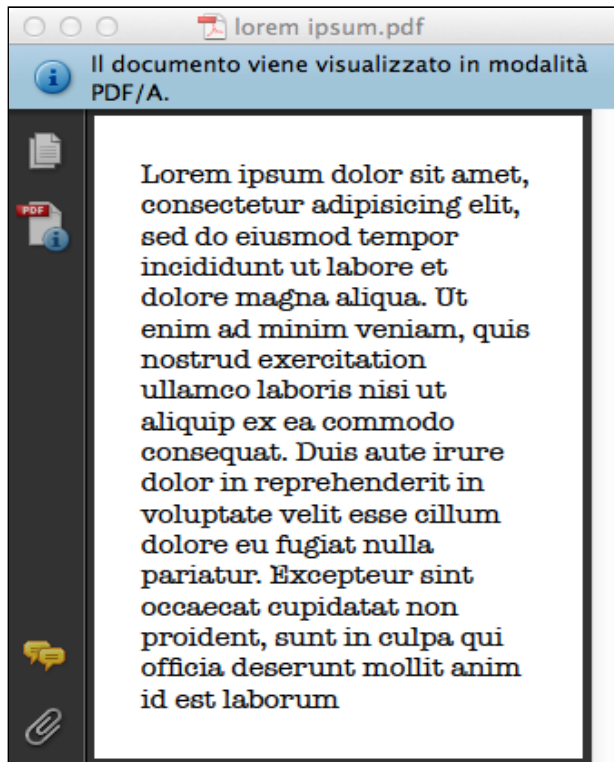 lorem ipsum.pdf
Il documento viene visualizzato in modalità
PDF/A.
PDF
Lorem ipsum dolor sit amet,
consectetur adipisicing elit,
sed do eiusmod tempor
incididunt ut labore et
dolore magna aliqua. Ut
enim ad minim veniam, quis
nostrud exercitation
ullamco laboris nisi ut
aliquip ex ea commodo
consequat. Duis aute irure
dolor in reprehenderit in
voluptate velit esse cillum
dolore eu fugiat nulla
pariatur. Excepteur sint
occaecat cupidatat non
proident, sunt in culpa qui
officia deserunt mollit anim
id est laborum